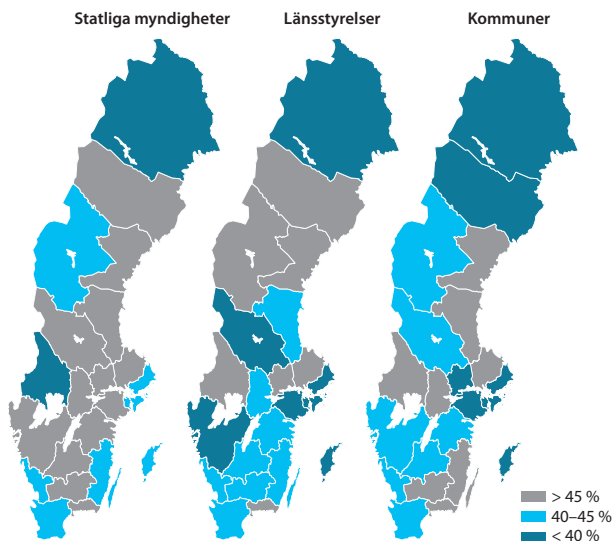 Statliga myndigheter
Länsstyrelser
Kommuner
> 45 %
40–45 %
< 40 %